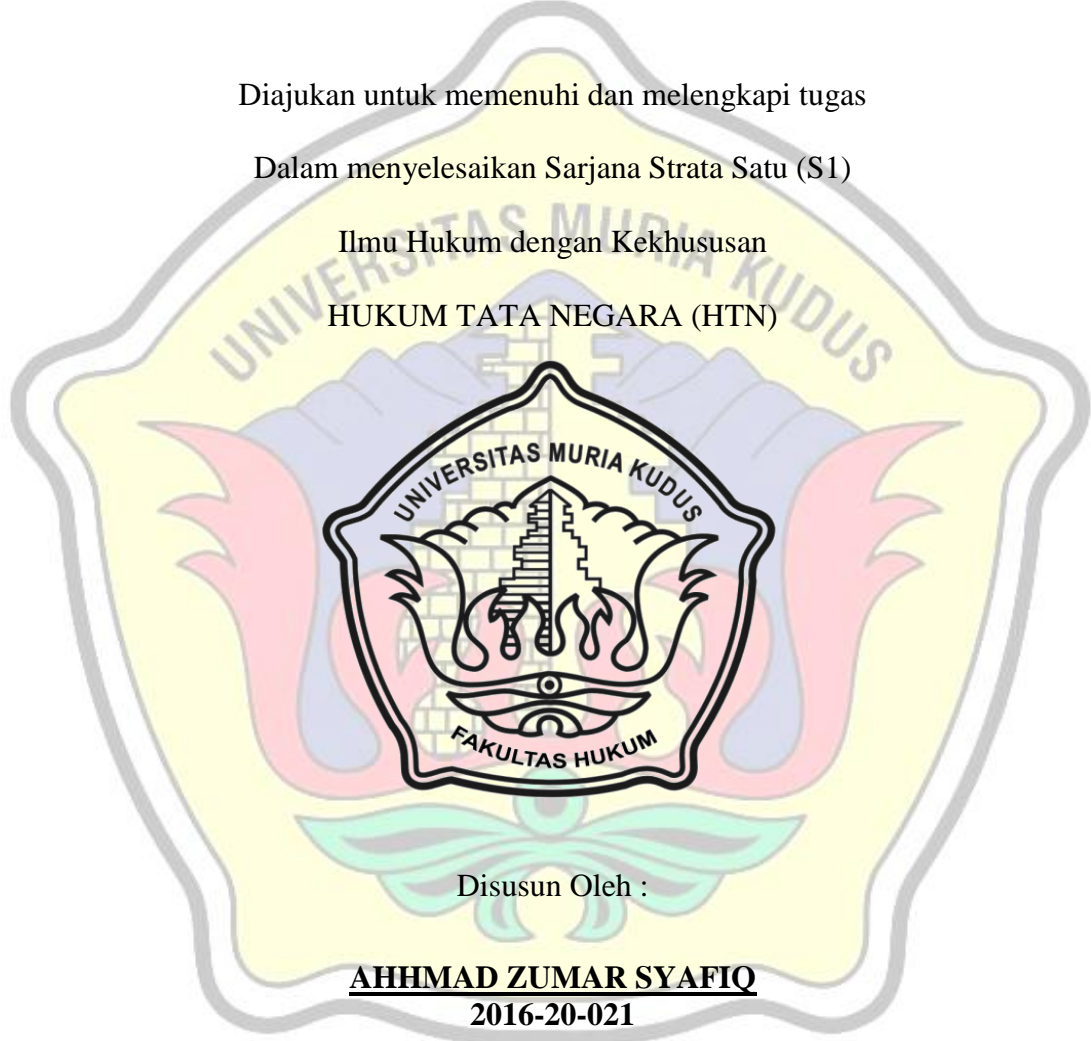 Diajukan untuk memenuhi dan melengkapi tugas
Dalam menyelesaikan Sarjana Strata Satu (S1)
Ilmu Hukum dengan Kekhususan
HUKUM TATA NEGARA (HTN)
UNIVERSITAS MURIA KUDUS
UNIVERSITAS MURIA KUDUS
FAKULTAS HUKUM
Disusun Oleh :
AHHMAD ZUMAR SYAFIQ
2016-20-021